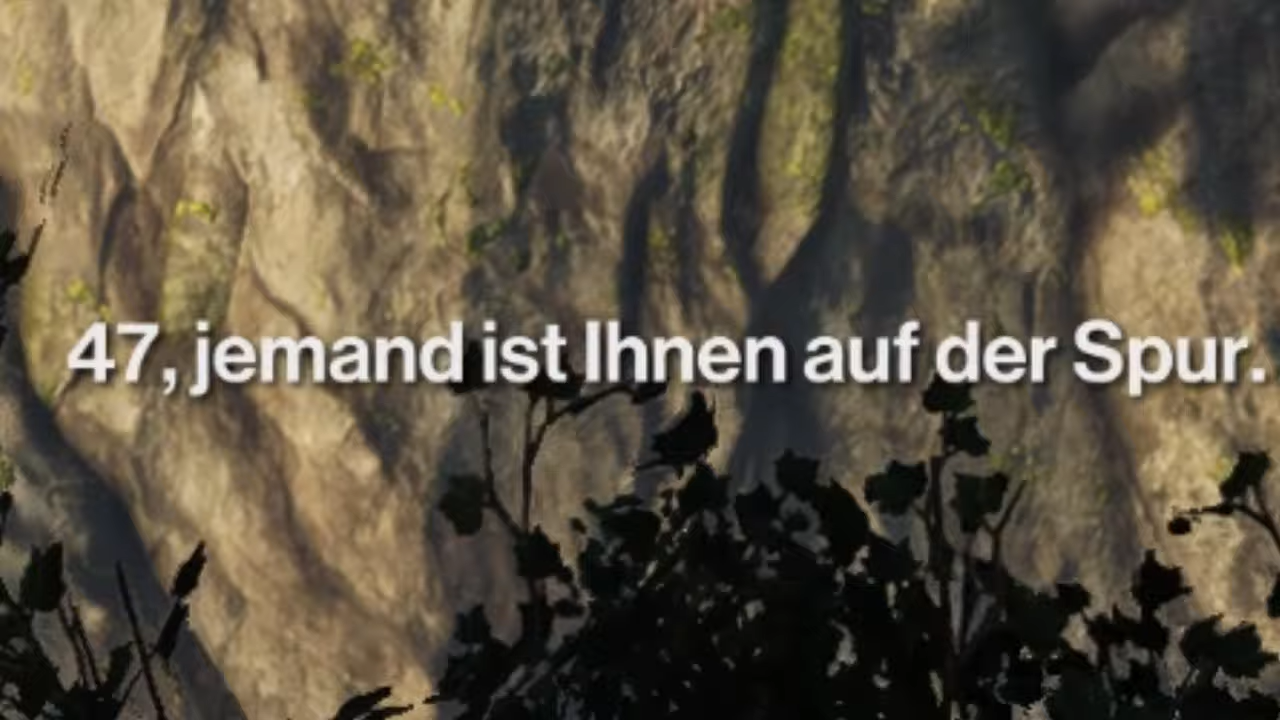 47, jemand ist Ihnen auf der Spur.